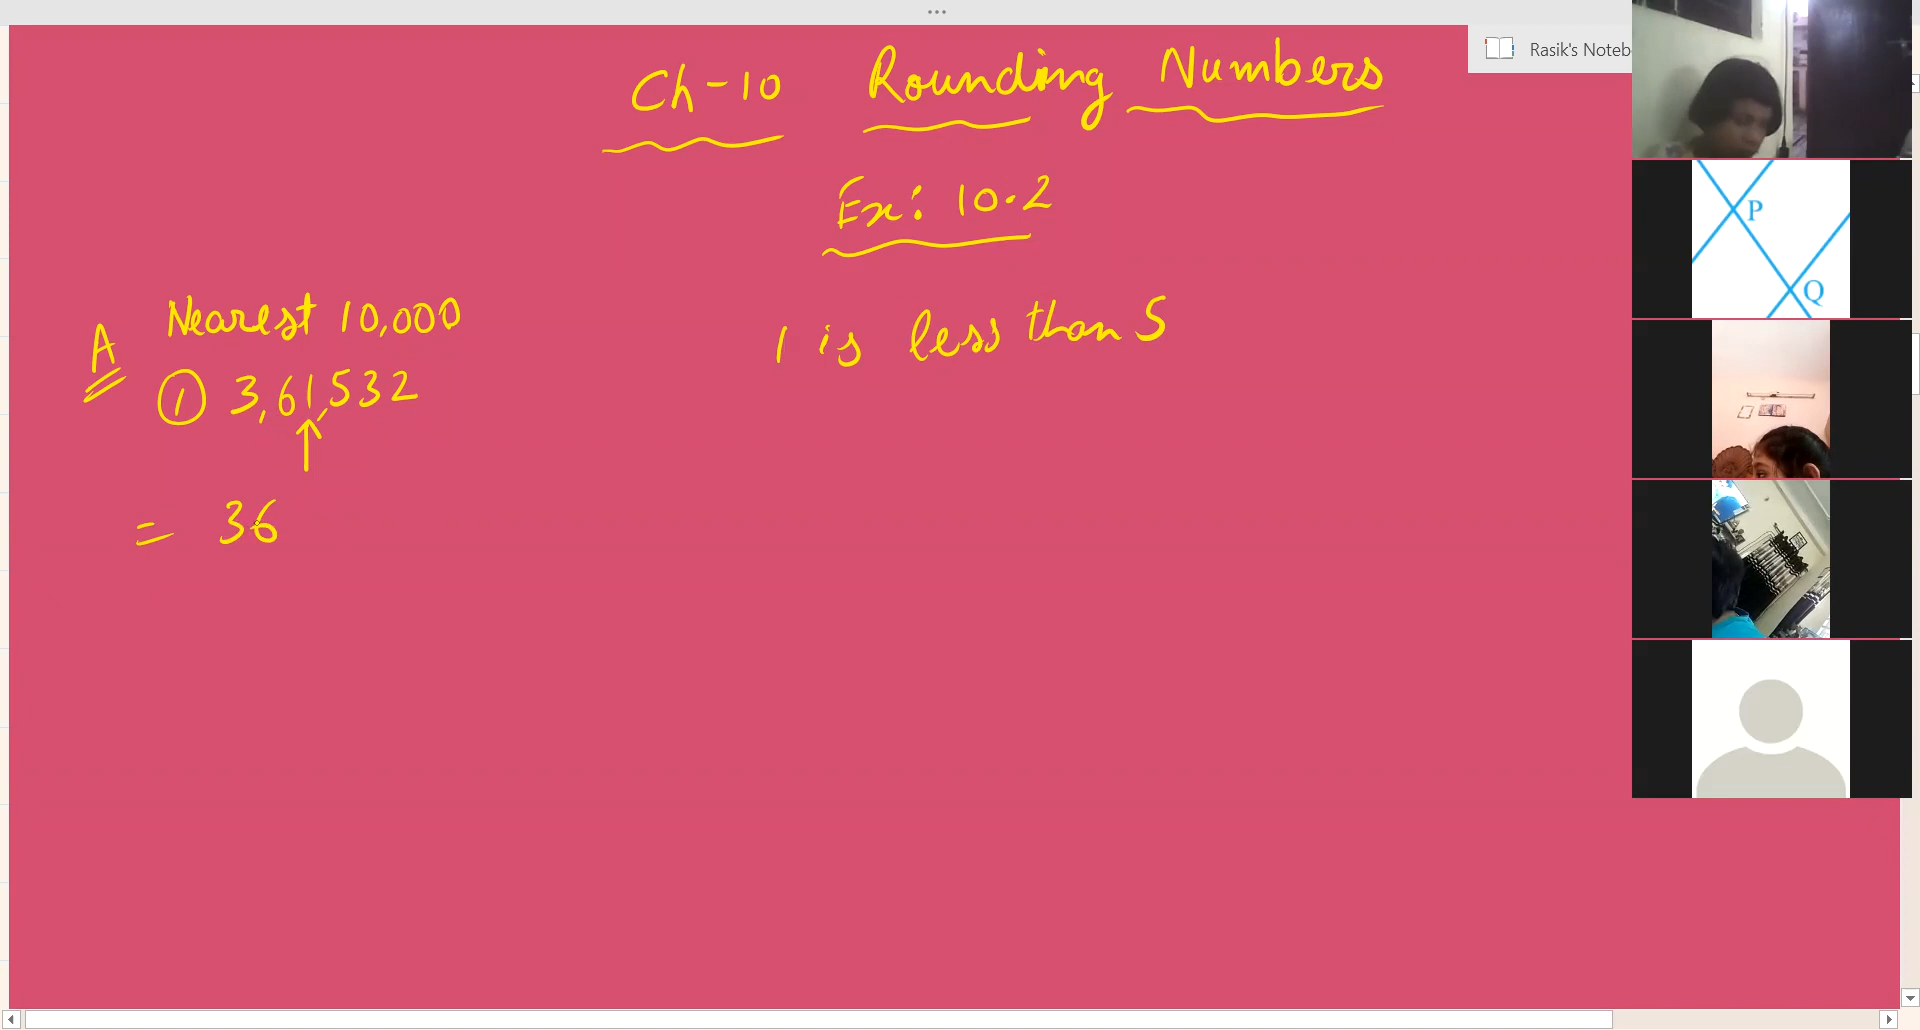 Ch-10 Rounding Numbers
Rasik's Noteb
Ex: 10.2
A Nearest 10,000
1 is less than 5
① 3,61,532
= 36
P
Q